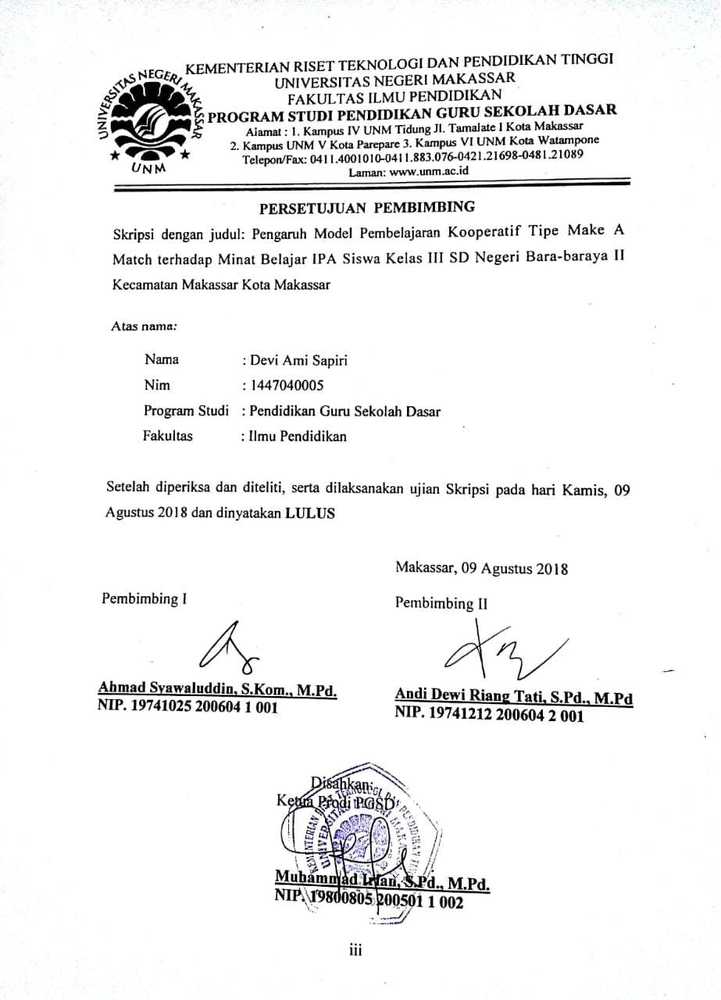 KEMENTERIAN RISET TEKNOLOGI DAN PENDIDIKAN TINGGI
UNIVERSITAS NEGERI MAKASSAR
FAKULTAS ILMU PENDIDIKAN
PROGRAM STUDI PENDIDIKAN GURU SEKOLAH DASAR
Alamat : 1. Kampus IV UNM Tidung Jl. Tamalate I Kota Makassar
2. Kampus UNM V Kota Parepare 3. Kampus VI UNM Kota Watampone
Telepon/Fax: 0411.4001010-0411.883.076-0421.21698-0481.21089
Laman: www.unm.ac.id
UNIVERSITAS NEGERI MAKASSAR
UNM
PERSETUJUAN PEMBIMBING
Skripsi dengan judul: Pengaruh Model Pembelajaran Kooperatif Tipe Make A
Match terhadap Minat Belajar IPA Siswa Kelas III SD Negeri Bara-baraya II
Kecamatan Makassar Kota Makassar
Atas nama:
Nama : Devi Ami Sapiri
Nim : 1447040005
Program Studi : Pendidikan Guru Sekolah Dasar
Fakultas : Ilmu Pendidikan
Setelah diperiksa dan diteliti, serta dilaksanakan ujian Skripsi pada hari Kamis, 09
Agustus 2018 dan dinyatakan LULUS
Makassar, 09 Agustus 2018
Pembimbing I
Pembimbing II
Ahmad Syawaluddin, S.Kom., M.Pd.
NIP. 19741025 200604 1 001
Andi Dewi Riang Tati, S.Pd., M.Pd
NIP. 19741212 200604 2 001
Disahkan:
Ketua Prodi PGSD
KEMENTERIAN RISET TEKNOLOGI DAN PENDIDIKAN
UNIVERSITAS NEGERI MAKA
Muhammad Irfan, S.Pd., M.Pd.
NIP. 19800805 200501 1 002
iii